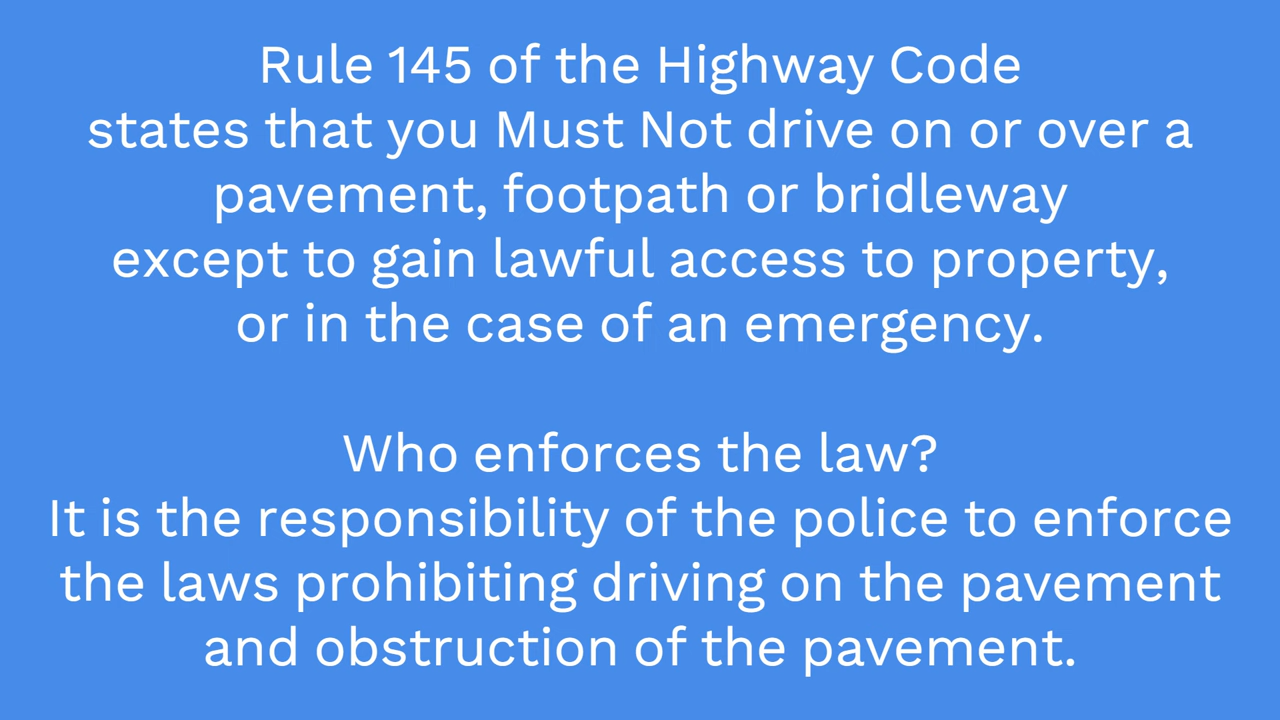 Rule 145 of the Highway Code
states that you Must Not drive on or over a
pavement, footpath or bridleway
except to gain lawful access to property,
or in the case of an emergency.
Who enforces the law?
It is the responsibility of the police to enforce
the laws prohibiting driving on the pavement
and obstruction of the pavement.